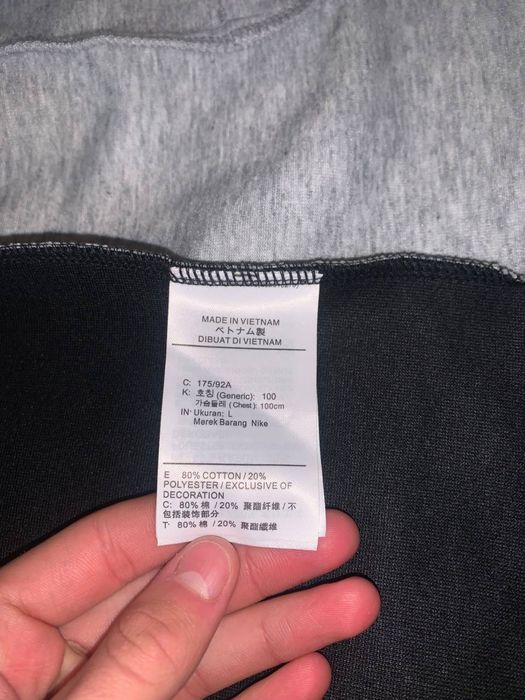 MADE IN VIETNAM
ベトナム製
DIBUAT DI VIETNAM
C: 175/92A
K: 호칭 (Generic): 100
가슴둘레 (Chest): 100cm
IN: Ukuran: L
Merek Barang Nike
E 80% COTTON / 20%
POLYESTER / EXCLUSIVE OF
DECORATION
C: 80% 棉 / 20% 聚酯纤维 / 不
包括装饰部分
T: 80% 棉 / 20% 聚酯纖維